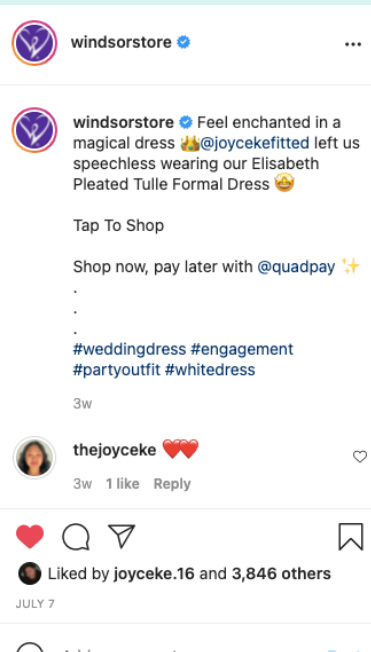 windsorstore
windsorstore Feel enchanted in a
magical dress 👑@joycekefitted left us
speechless wearing our Elisabeth
Pleated Tulle Formal Dress 🤩
Tap To Shop
Shop now, pay later with @quadpay ✨
.
.
.
#weddingdress #engagement
#partyoutfit #whitedress
3w
thejoyceke ❤️❤️
3w 1 like Reply
Liked by joyceke.16 and 3,846 others
JULY 7